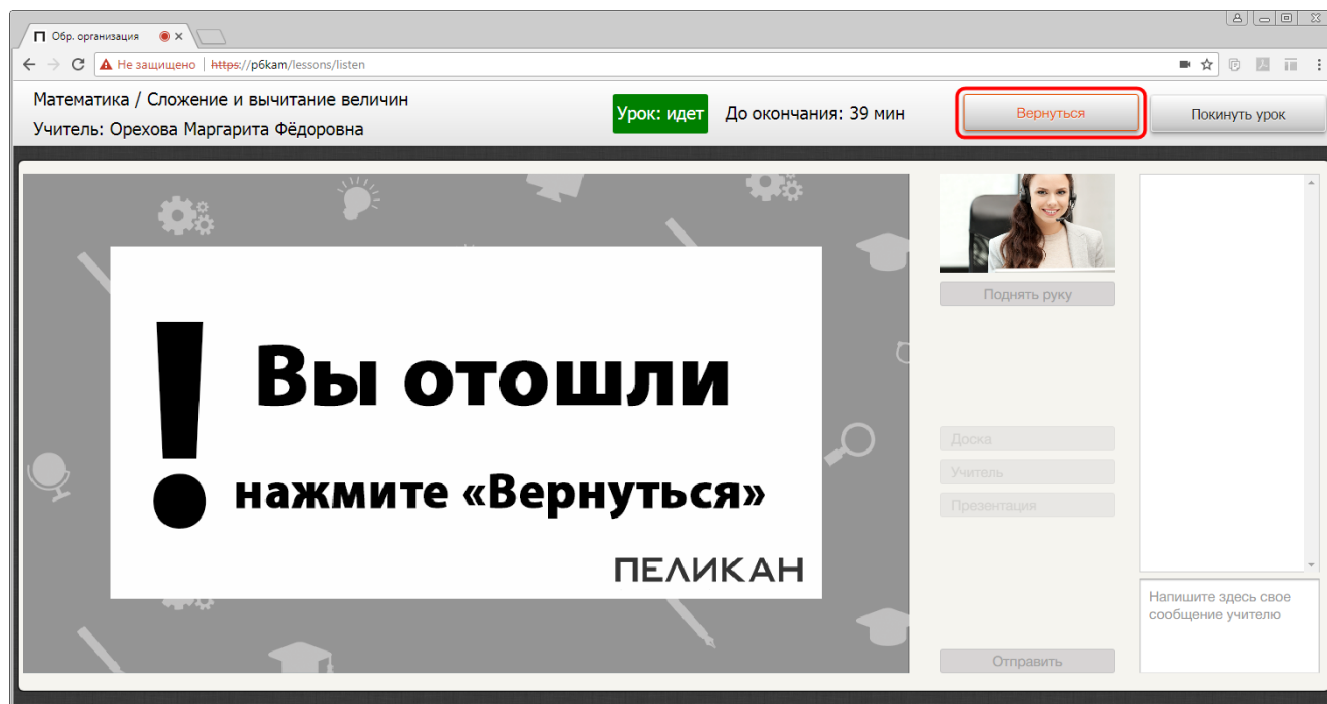 Обр. организация
Не защищено | https://р6kam/lessons/listen
Математика / Сложение и вычитание величин
Учитель: Орехова Маргарита Фёдоровна
Урок: идет
До окончания: 39 мин
Вернуться
Покинуть урок
Вы отошли
нажмите «Вернуться»
ПЕЛИКАН
Поднять руку
Доска
Учитель
Презентация
Отправить
Напишите здесь свое
сообщение учителю